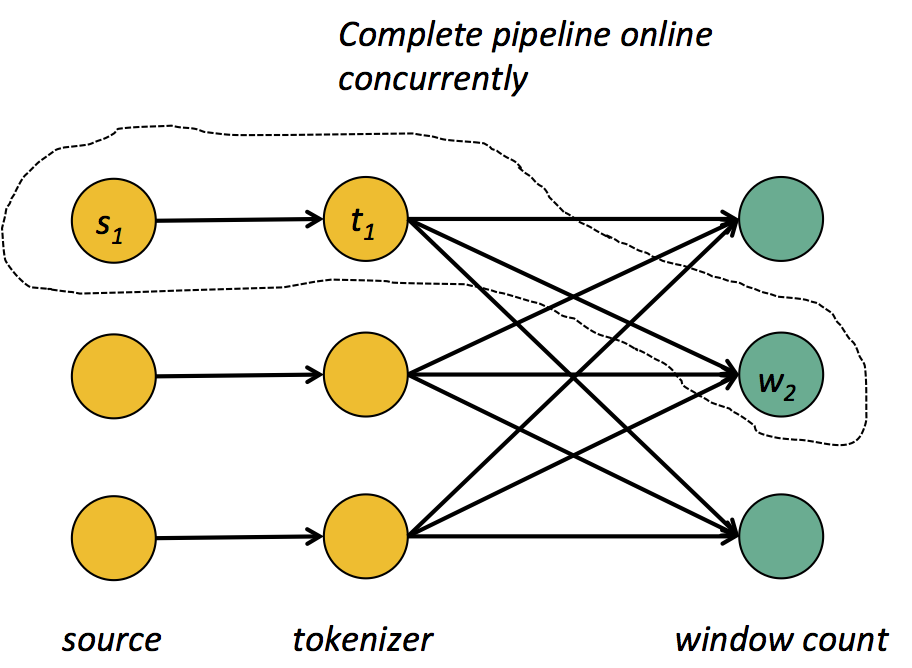 Complete pipeline online
concurrently
s1
t1
w2
source
tokenizer
window count